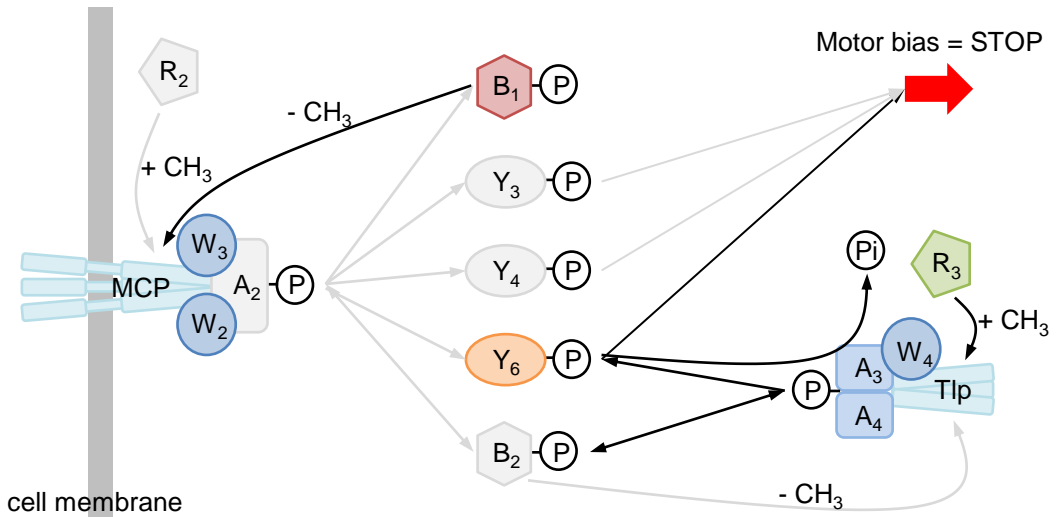 Motor bias = STOP
R2
B1
P
- CH3
+ CH3
Y3
P
W3
Y4
P
Pi
R3
MCP
A2
P
W2
+ CH3
Y6
P
W4
A3
P
Tlp
A4
B2
P
- CH3
cell membrane